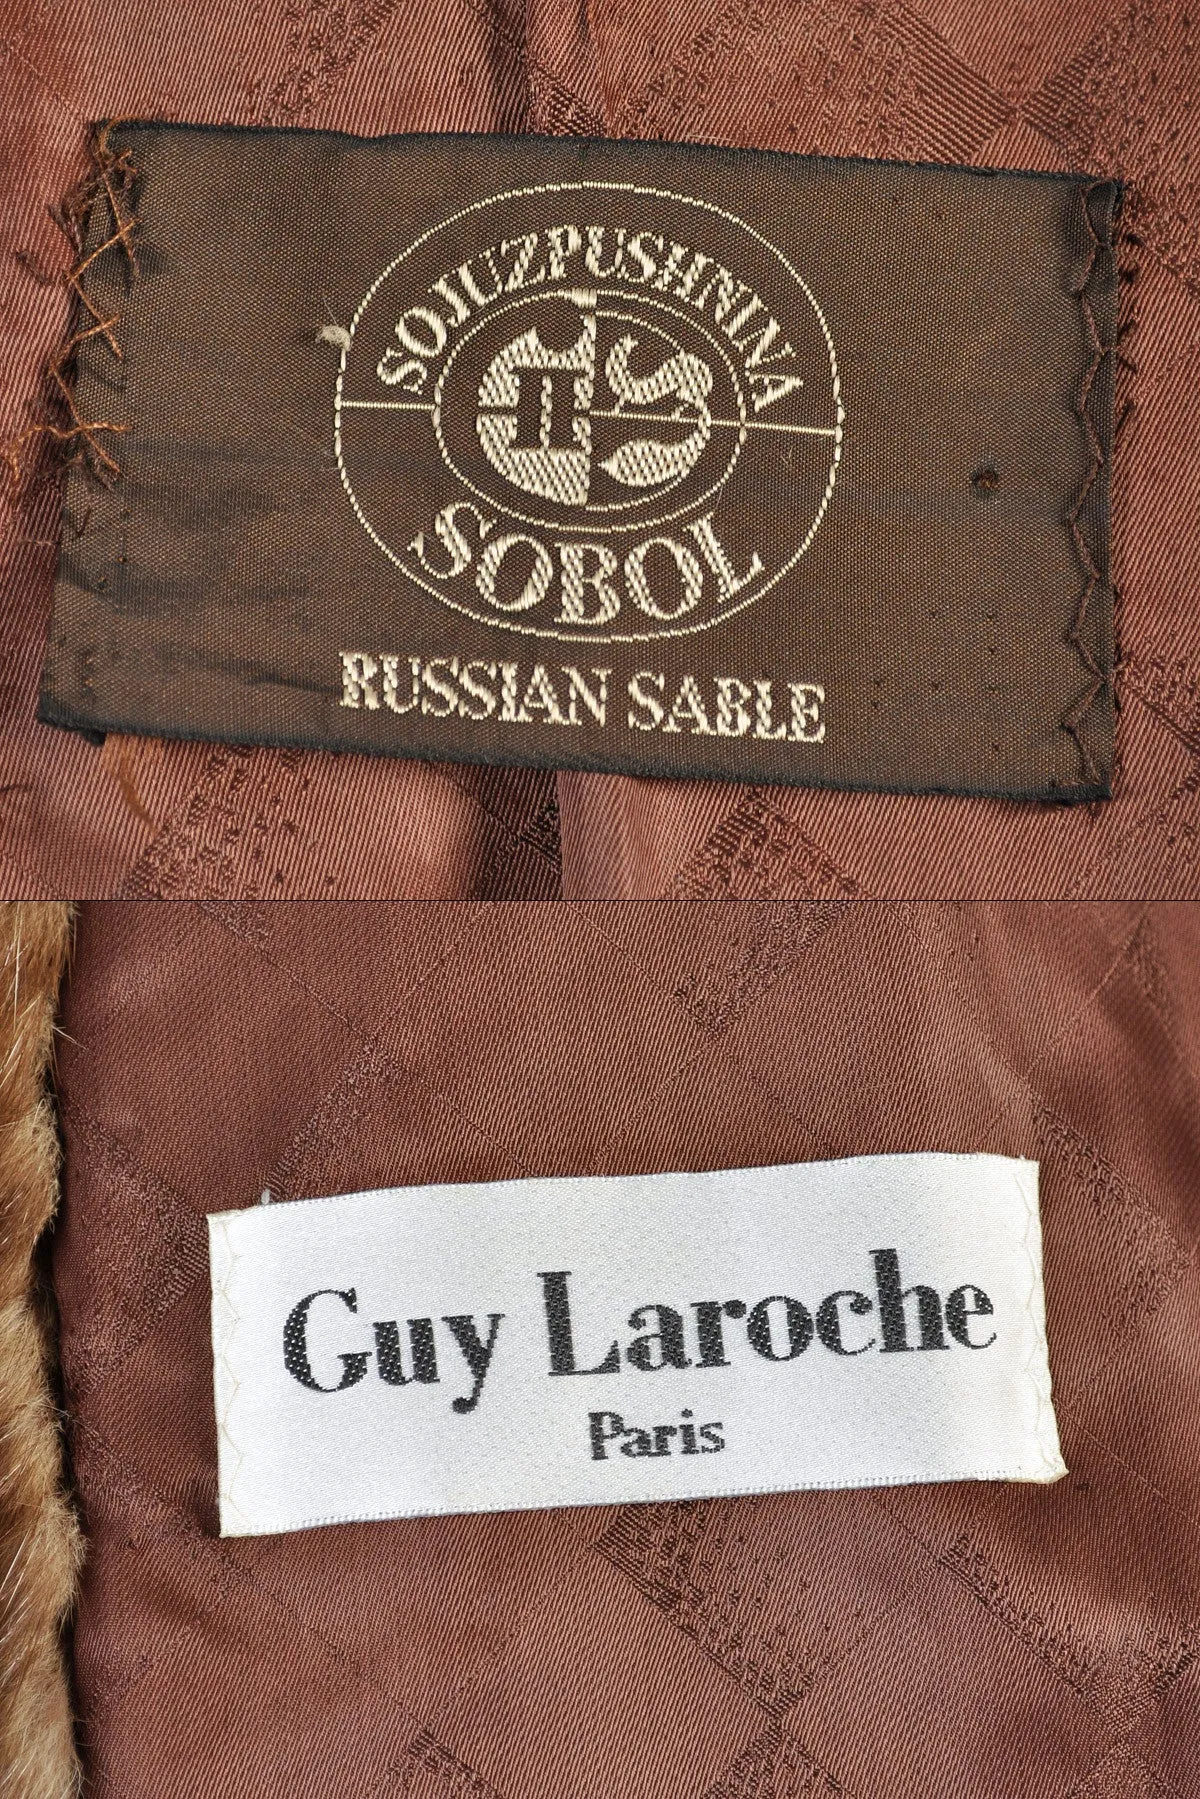 SOJUZPUSHNINA
SOBOL
RUSSIAN SABLE
Guy Laroche
Paris